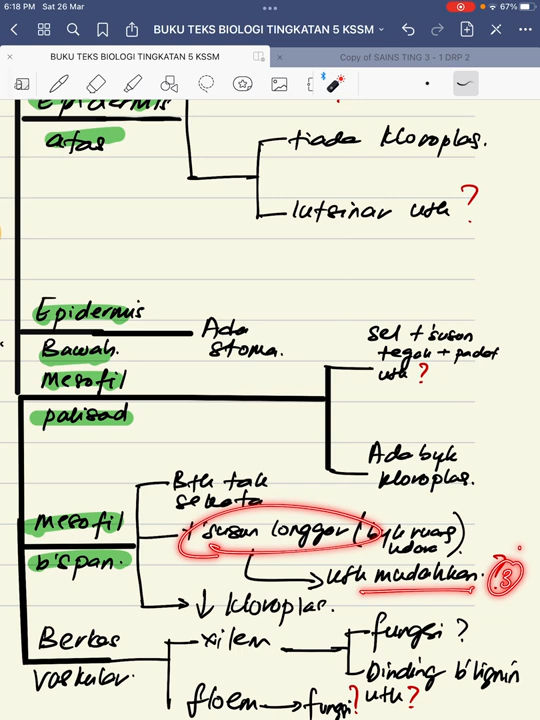 6:18 PM Sat 26 Mar
67%
BUKU TEKS BIOLOGI TINGKATAN 5 KSSM
BUKU TEKS BIOLOGI TINGKATAN 5 KSSM
Copy of SAINS TING 3 - 1 DRP 2
Epidermis
atas
tiada kloroplas.
lutsinar utk ?
Epidermis
Bawah.
Ada
stoma.
Mesofil
palisad
sel t'susun
tegak + padat
utk ?
Ada byk
kloroplas.
Mesofil
b'span.
Btk tak
sekata
t'susun longgar (byk ruang
udara)
utk mudahkan. 3
↓ kloroplas.
Berkas
vaskular.
xilem
fungsi ?
Dinding b'lignin
utk ?
floem → fungsi ?